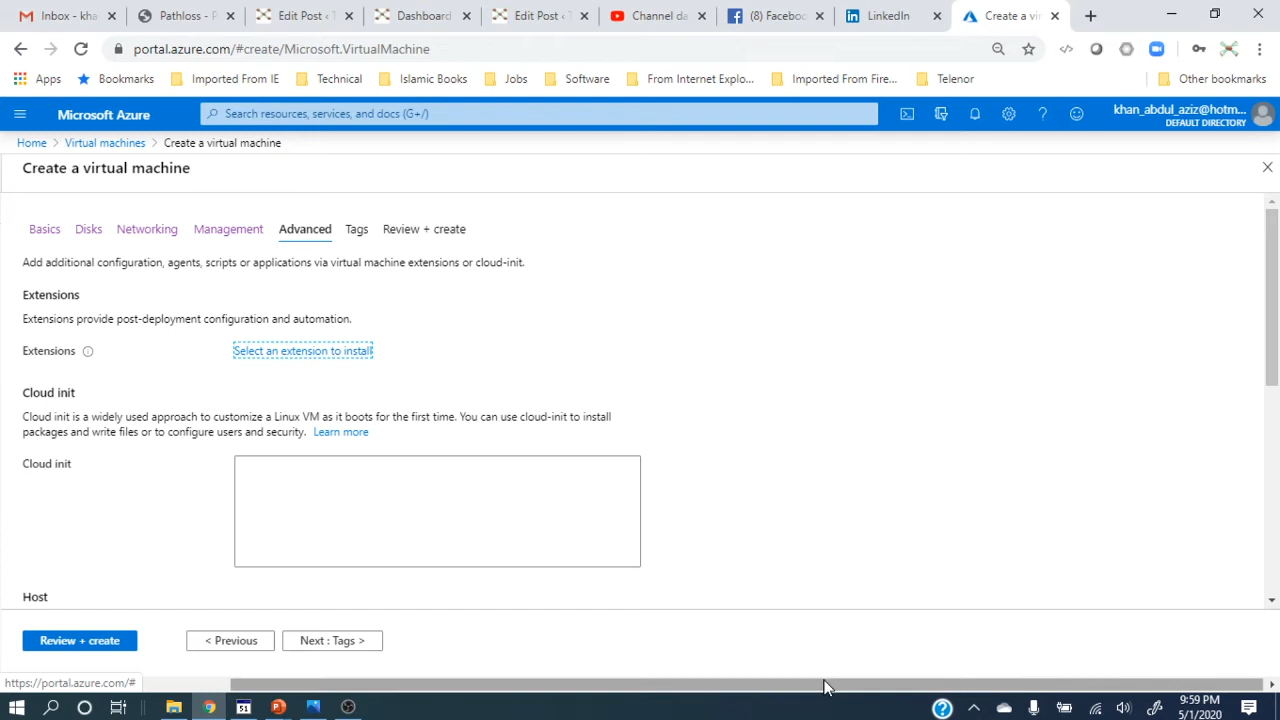 Inbox - kha
Pathloss - P
Edit Post ‹ T
Dashboard
Edit Post ‹ T
Channel da
(8) Faceboo
LinkedIn
Create a vir
portal.azure.com/#create/Microsoft.VirtualMachine
Apps
Bookmarks
Imported From IE
Technical
Islamic Books
Jobs
Software
From Internet Explo...
Imported From Fire...
Telenor
Other bookmarks
Microsoft Azure
Search resources, services, and docs (G+/)
khan_abdul_aziz@hotm...
DEFAULT DIRECTORY
Home > Virtual machines > Create a virtual machine
Create a virtual machine
Basics Disks Networking Management Advanced Tags Review + create
Add additional configuration, agents, scripts or applications via virtual machine extensions or cloud-init.
Extensions
Extensions provide post-deployment configuration and automation.
Extensions
Select an extension to install
Cloud init
Cloud init is a widely used approach to customize a Linux VM as it boots for the first time. You can use cloud-init to install
packages and write files or to configure users and security. Learn more
Cloud init
Host
Review + create
< Previous
Next : Tags >
https://portal.azure.com/#
31
9:59 PM
5/1/2020